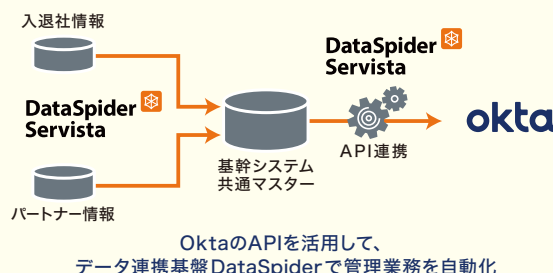 入退社情報
DataSpider
Servista
パートナー情報
基幹システム
共通マスター
DataSpider
Servista
API連携
okta
OktaのAPIを活用して、
データ連携基盤DataSpiderで管理業務を自動化